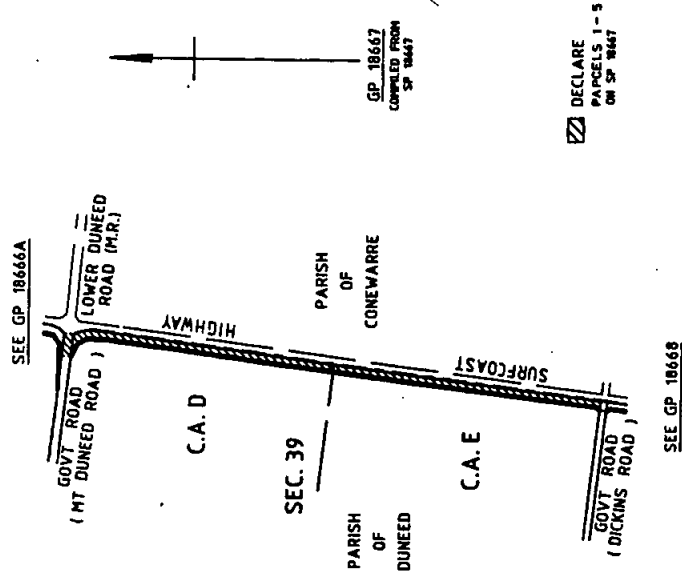 SEE GP 18666A
GOVT ROAD
( MT DUNEED ROAD )
LOWER DUNEED
ROAD (M.R.)
HIGHWAY
C.A. D
SEC. 39
PARISH
OF
CONEWARRE
PARISH
OF
DUNEED
C.A. E
SURFCOAST
GOVT ROAD
( DICKINS ROAD )
SEE GP 18668
GP 18667
COMPILED FROM
SP 18667
DECLARE
PARCELS 1-5
ON SP 18667